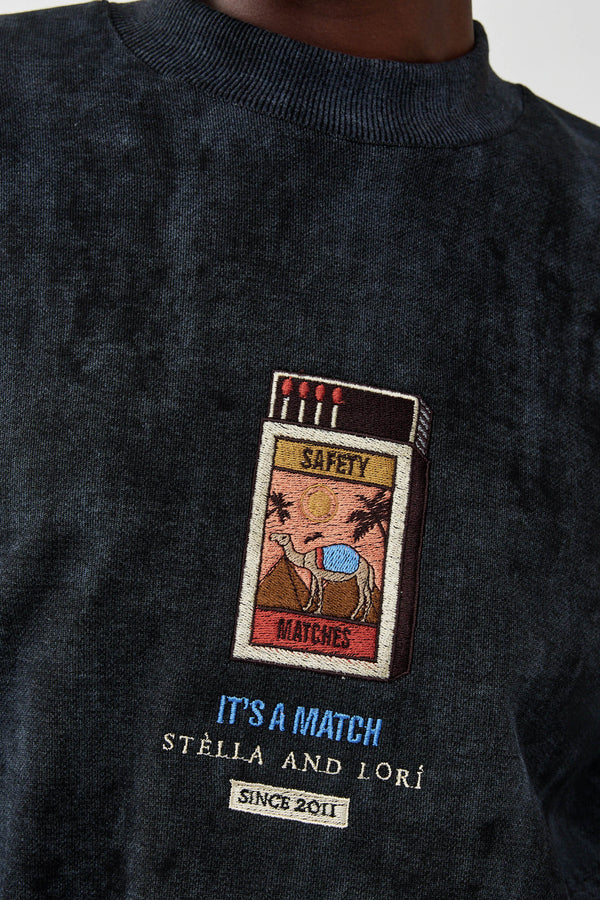 SAFETY
MATCHES
IT'S A MATCH
STÈLLA AND LORÍ
SINCE 2011